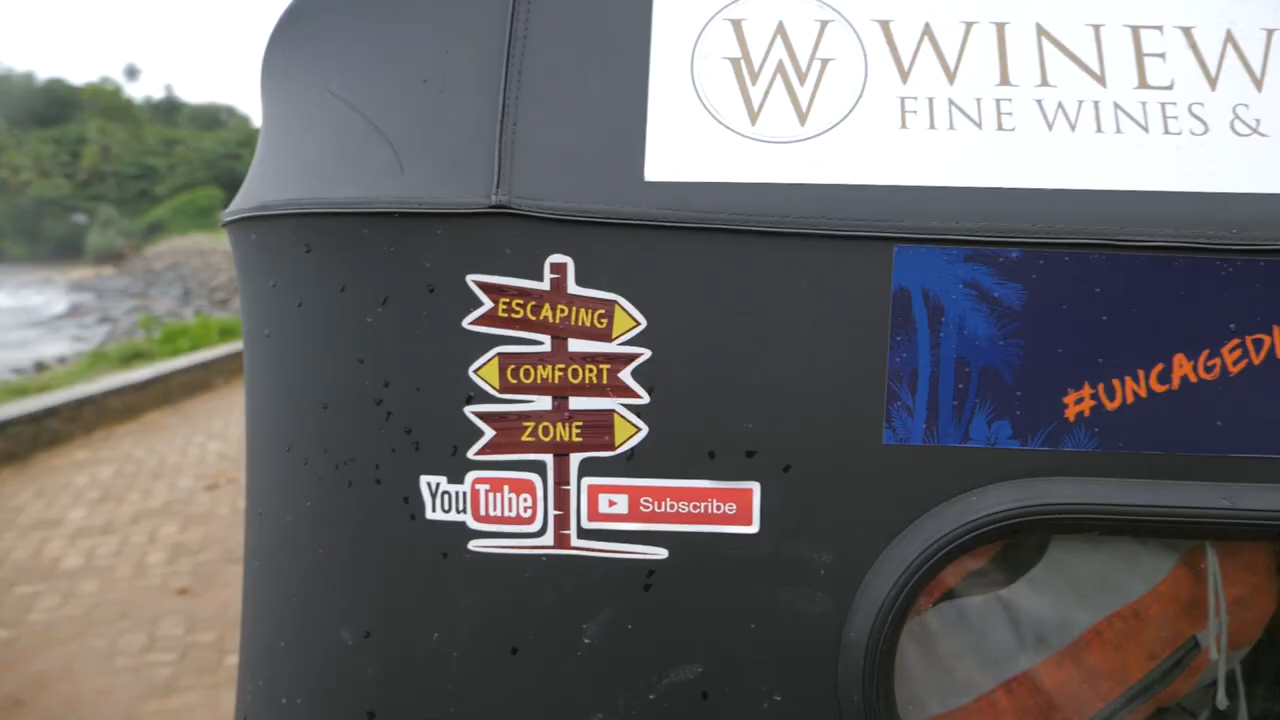 W
W
WINEW
FINE WINES &
ESCAPING
COMFORT
ZONE
YouTube
Subscribe
#UNCAGED